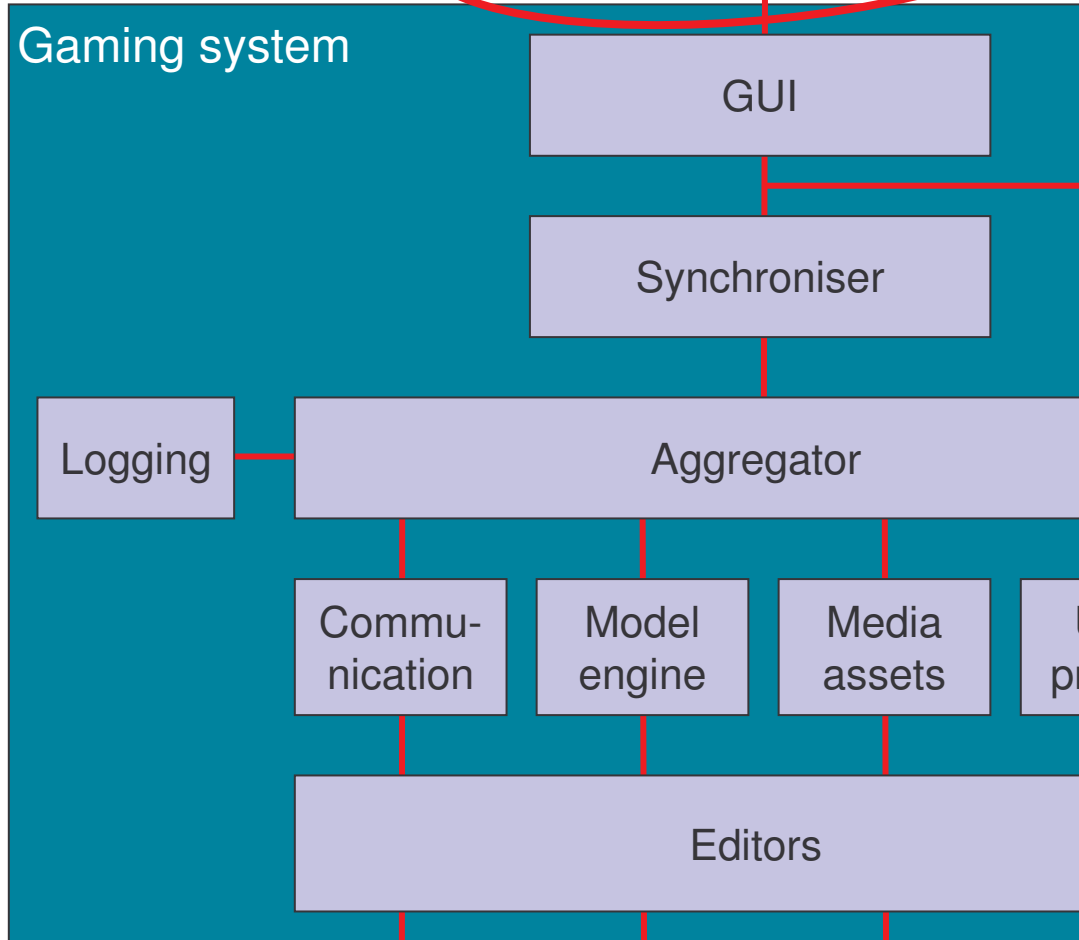 Gaming system
GUI
Synchroniser
Logging
Aggregator
Commu-
nication
Model
engine
Media
assets
Editors